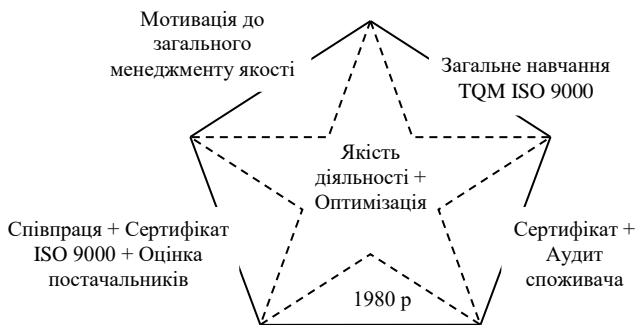 Мотивація до
загального
менеджменту якості
Загальне навчання
TQM ISO 9000
Якість
діяльності +
Оптимізація
Співпраця + Сертифікат
ISO 9000 + Оцінка
постачальників
Сертифікат +
Аудит
споживача
1980 р